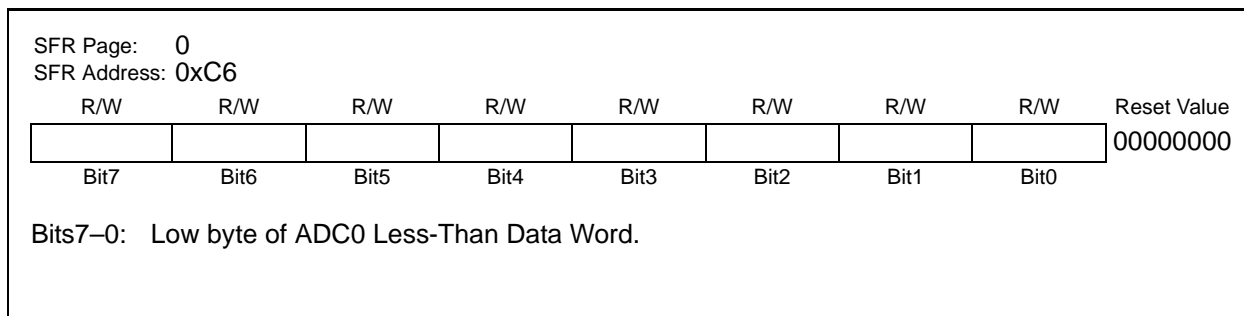 SFR Page: 0
SFR Address: 0xC6
R/W R/W R/W R/W R/W R/W R/W R/W Reset Value
00000000
Bit7 Bit6 Bit5 Bit4 Bit3 Bit2 Bit1 Bit0
Bits7–0: Low byte of ADC0 Less-Than Data Word.